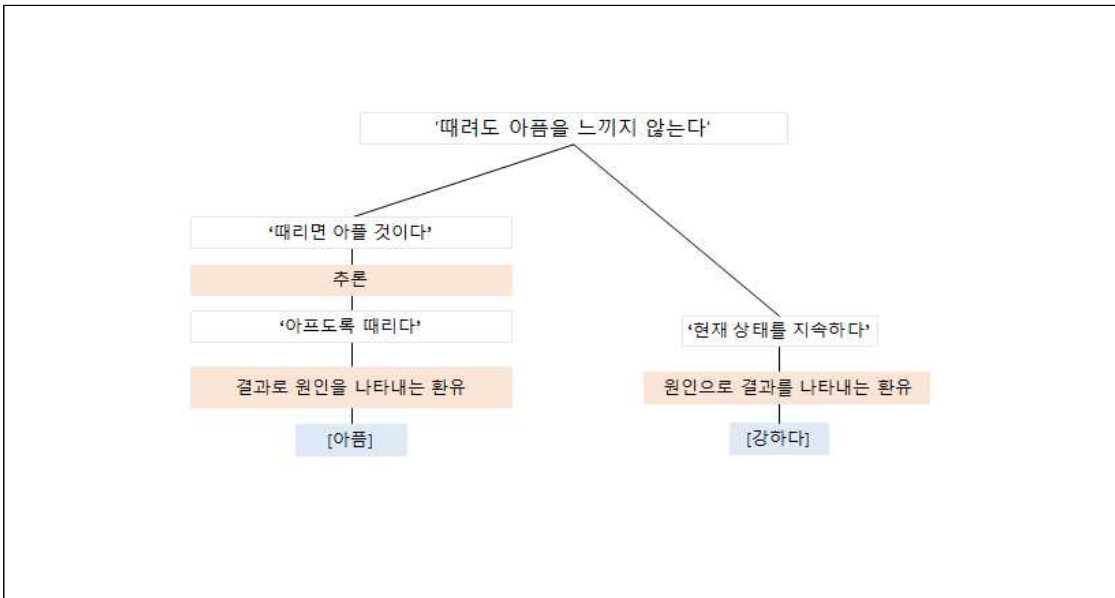 '때려도 아픔을 느끼지 않는다'
‘때리면 아플 것이다’
추론
‘아프도록 때리다’
‘현재 상태를 지속하다’
결과로 원인을 나타내는 환유
원인으로 결과를 나타내는 환유
[아픔]
[강하다]